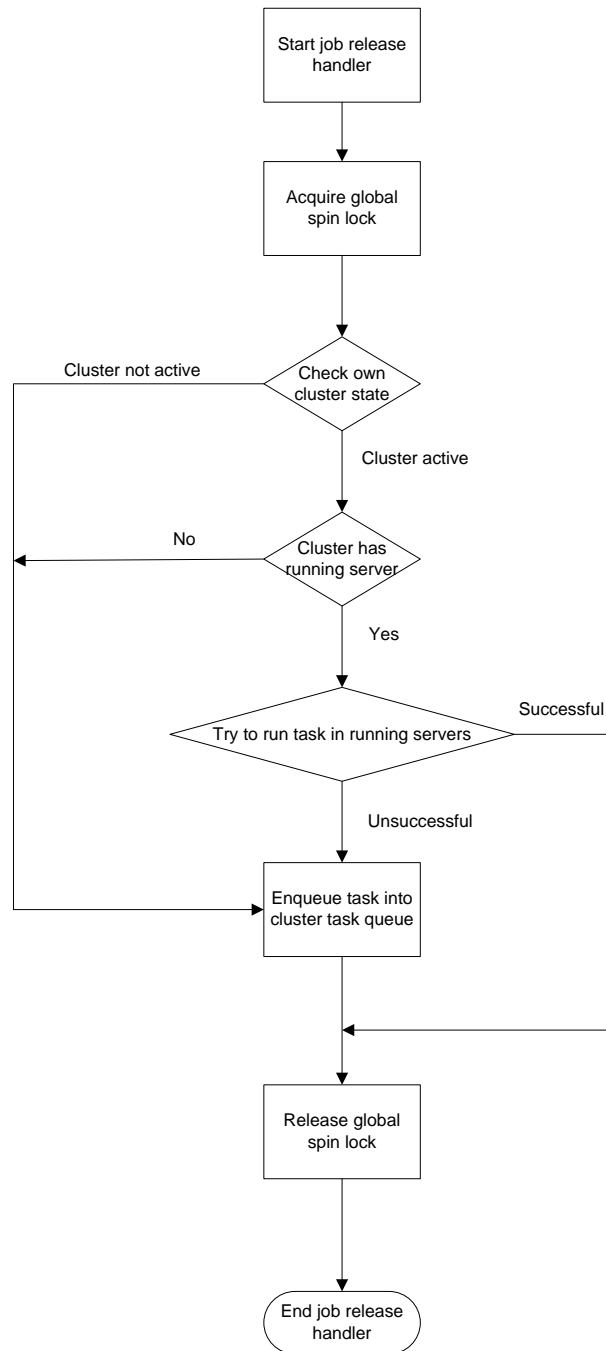 Start job release
handler
Acquire global
spin lock
Cluster not active
Check own
cluster state
Cluster active
No
Cluster has
running server
Yes
Successful
Try to run task in running servers
Unsuccessful
Enqueue task into
cluster task queue
Release global
spin lock
End job release
handler